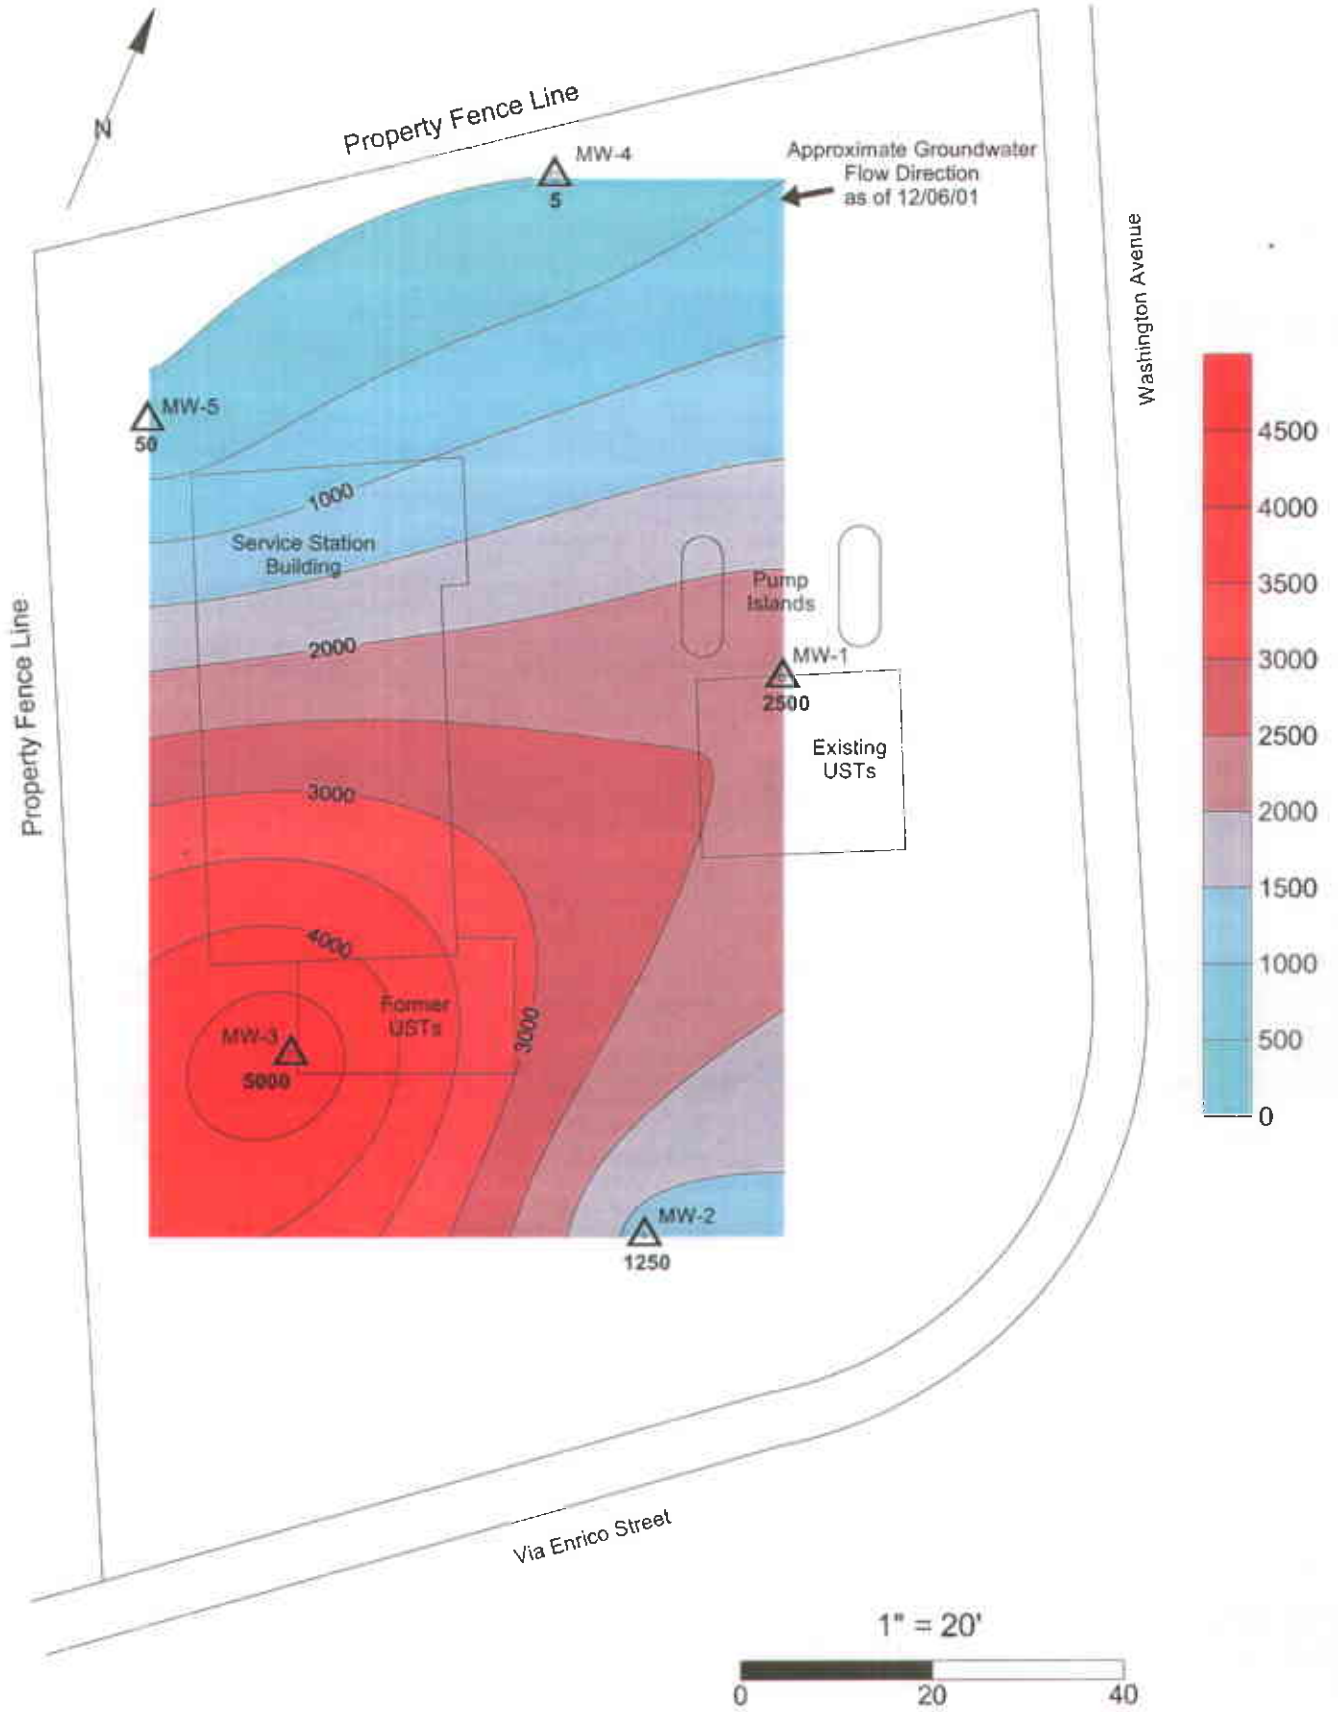 N
Property Fence Line
MW-4
5
Approximate Groundwater
Flow Direction
as of 12/06/01
Washington Avenue
MW-5
50
1000
Service Station
Building
Pump
Islands
Property Fence Line
2000
MW-1
2500
Existing
USTs
3000
4000
Former
USTs
MW-3
5000
3000
MW-2
1250
4500
4000
3500
3000
2500
2000
1500
1000
500
0
Via Enrico Street
1" = 20'
0 20 40